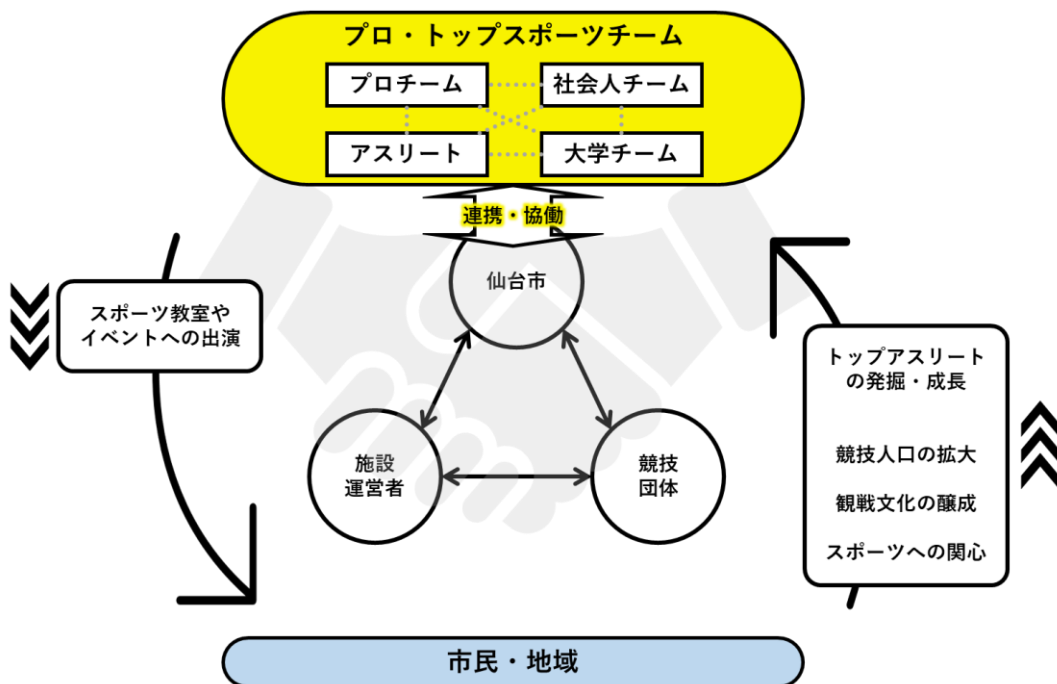 プロ・トップスポーツチーム
プロチーム
社会人チーム
アスリート
大学チーム
連携・協働
仙台市
スポーツ教室や
イベントへの出演
トップアスリート
の発掘・成長
競技人口の拡大
観戦文化の醸成
スポーツへの関心
施設
運営者
競技
団体
市民・地域